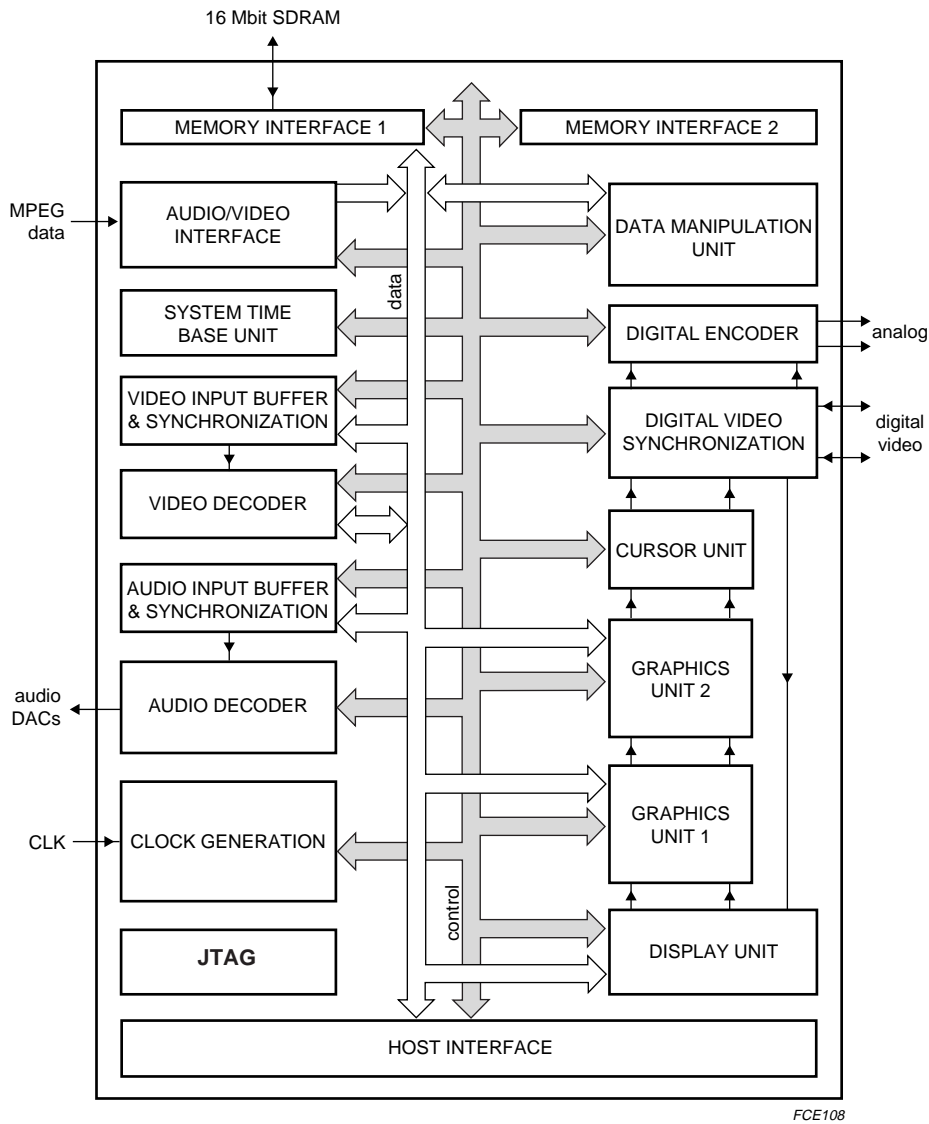 16 Mbit SDRAM
MEMORY INTERFACE 1
MEMORY INTERFACE 2
MPEG
data
AUDIO/VIDEO
INTERFACE
DATA MANIPULATION
UNIT
data
SYSTEM TIME
BASE UNIT
DIGITAL ENCODER
analog
VIDEO INPUT BUFFER
& SYNCHRONIZATION
DIGITAL VIDEO
SYNCHRONIZATION
digital
video
VIDEO DECODER
CURSOR UNIT
AUDIO INPUT BUFFER
& SYNCHRONIZATION
GRAPHICS
UNIT 2
audio
DACs
AUDIO DECODER
CLK
CLOCK GENERATION
GRAPHICS
UNIT 1
control
JTAG
DISPLAY UNIT
HOST INTERFACE
FCE108